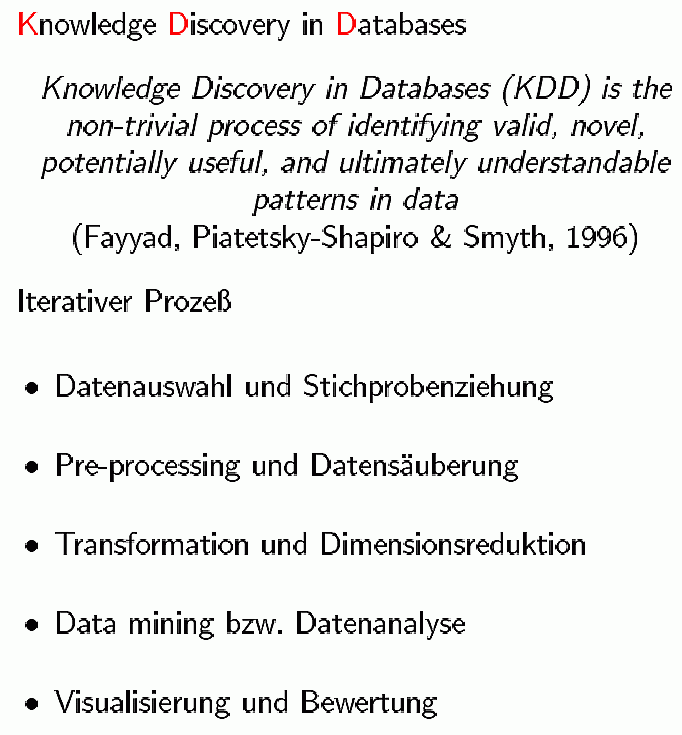 Knowledge Discovery in Databases
Knowledge Discovery in Databases (KDD) is the
non-trivial process of identifying valid, novel,
potentially useful, and ultimately understandable
patterns in data
(Fayyad, Piatetsky-Shapiro & Smyth, 1996)
Iterativer Prozeß
• Datenauswahl und Stichprobenziehung
• Pre-processing und Datensäuberung
• Transformation und Dimensionsreduktion
• Data mining bzw. Datenanalyse
• Visualisierung und Bewertung